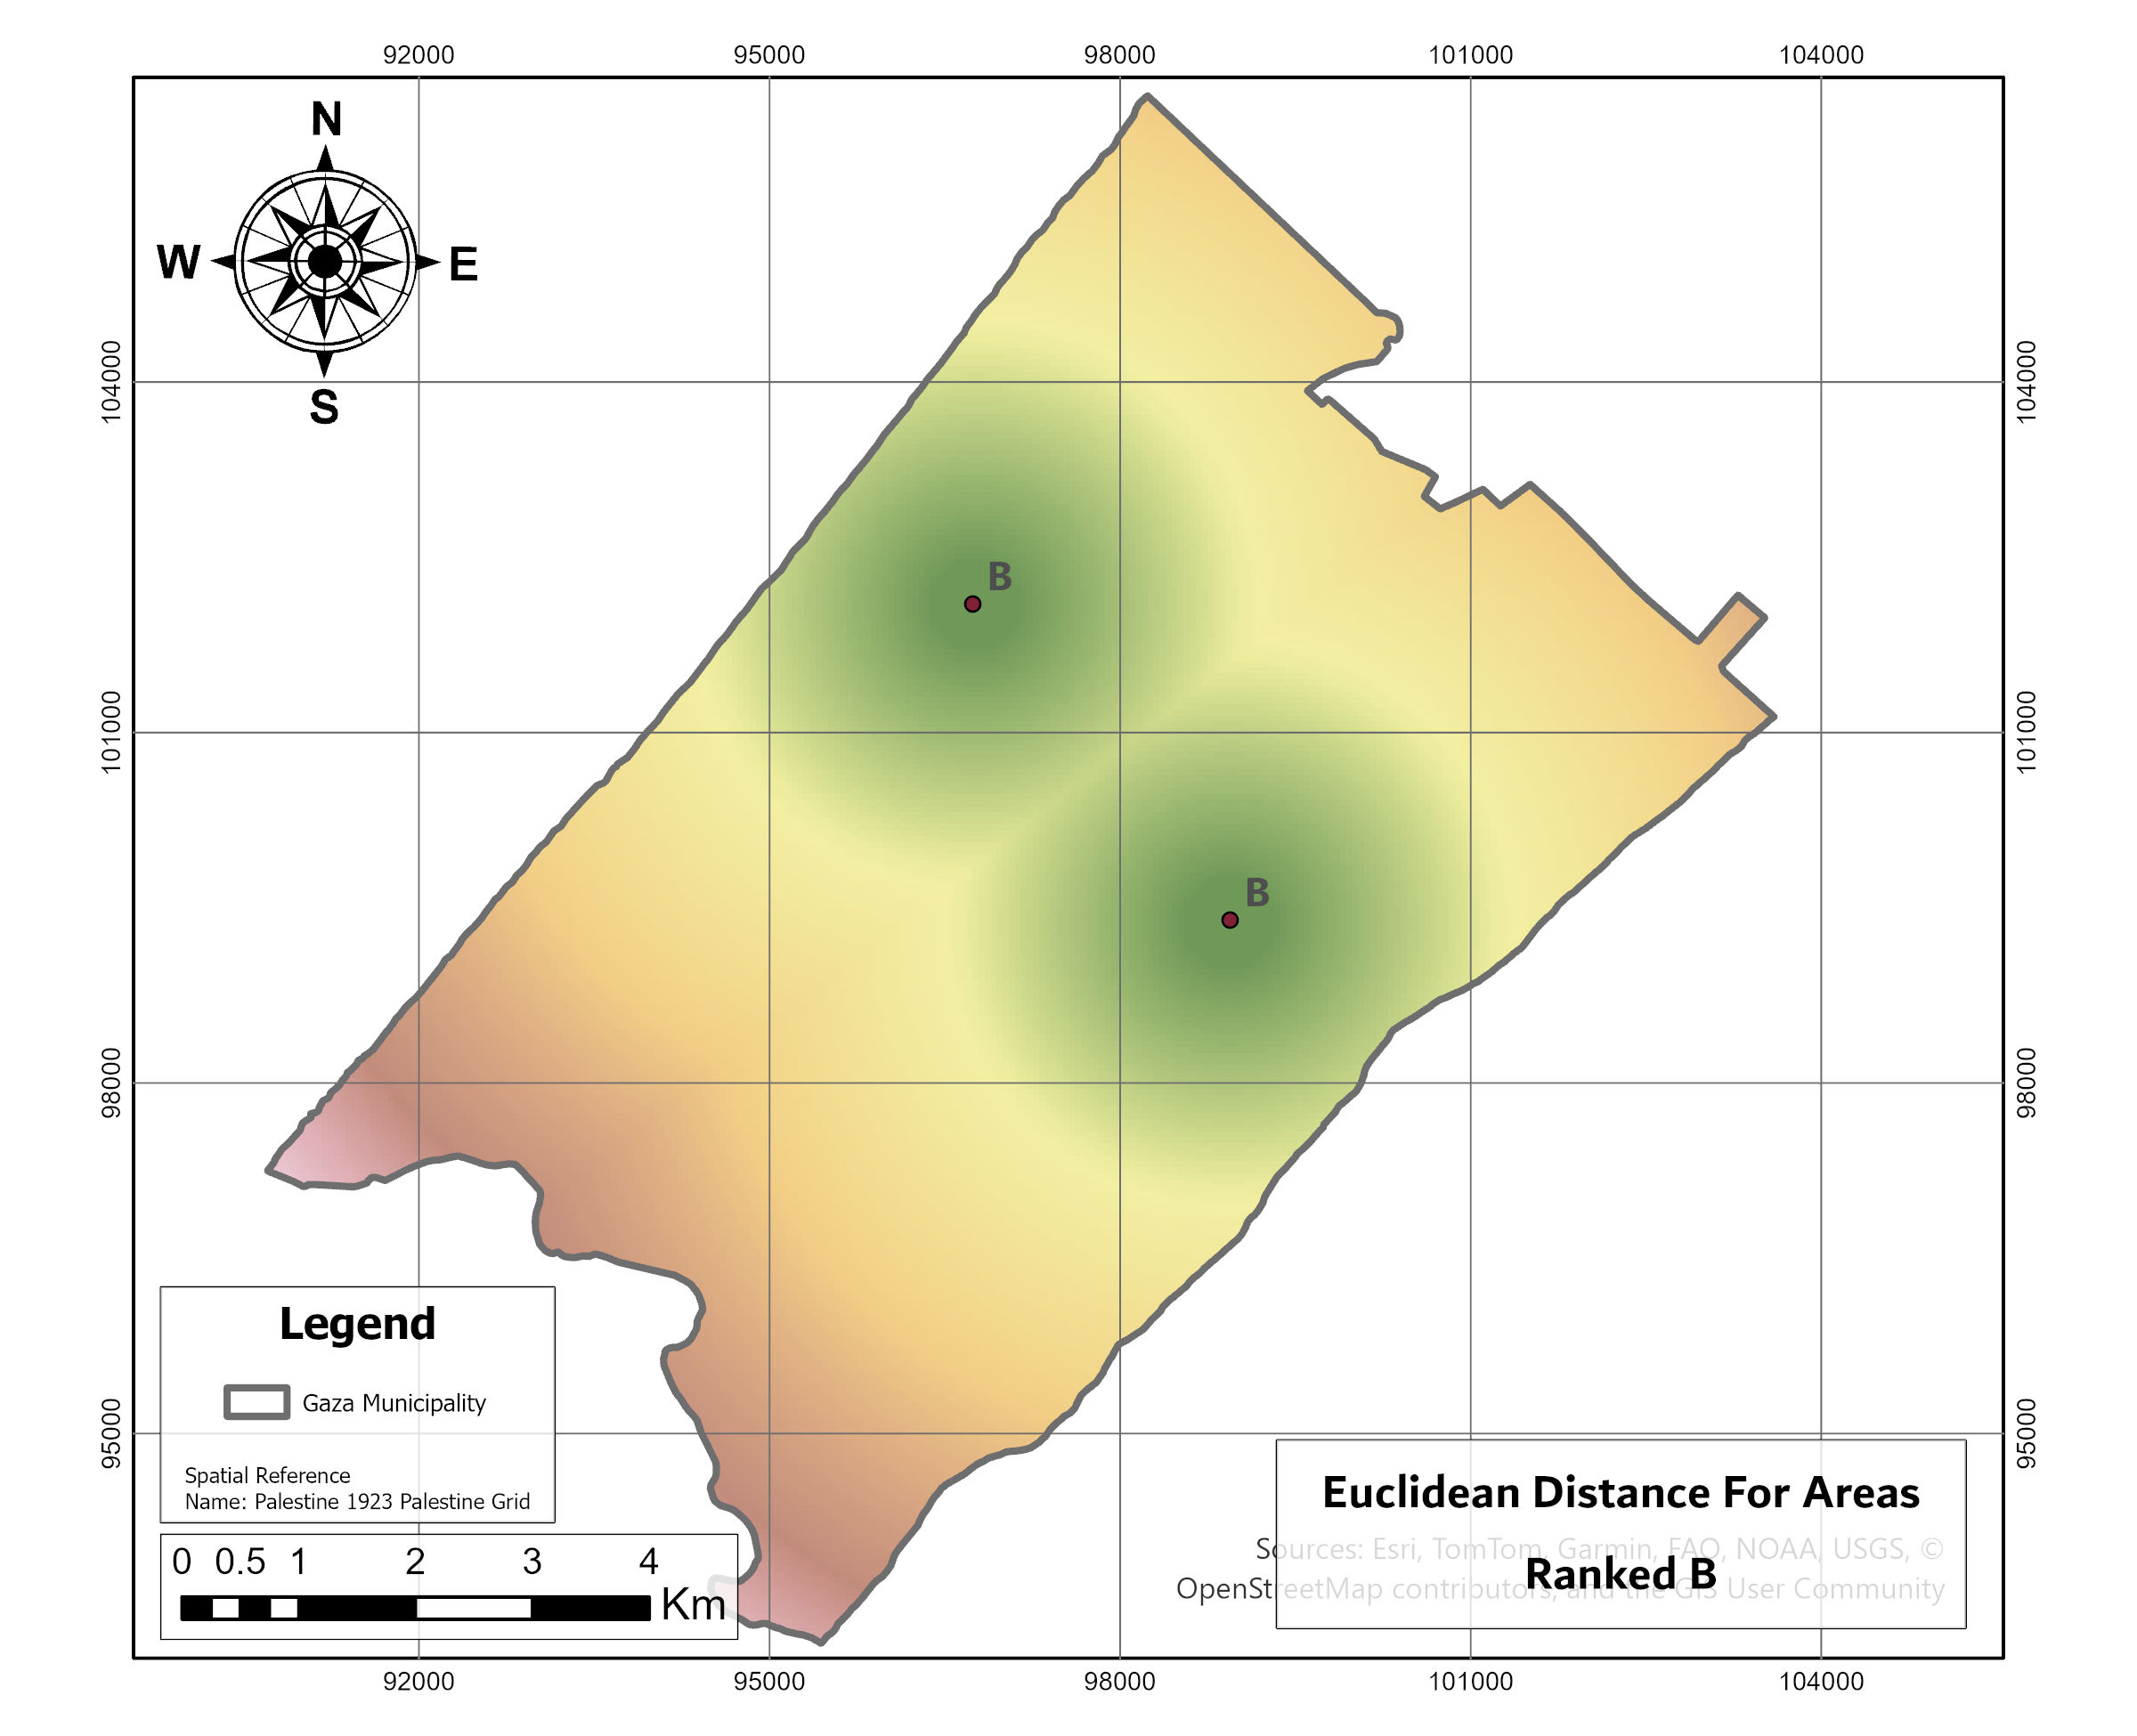 92000 95000 98000 101000 104000
N
W E
S
104000 104000
B
101000 101000
B
98000 98000
95000 95000
Legend
Gaza Municipality
Spatial Reference
Name: Palestine 1923 Palestine Grid
0 0.5 1 2 3 4
Km
Euclidean Distance For Areas
Ranked B
Sources: Esri, TomTom, Garmin, FAO, NOAA, USGS, ©
OpenStreetMap contributors, and the GIS User Community
92000 95000 98000 101000 104000